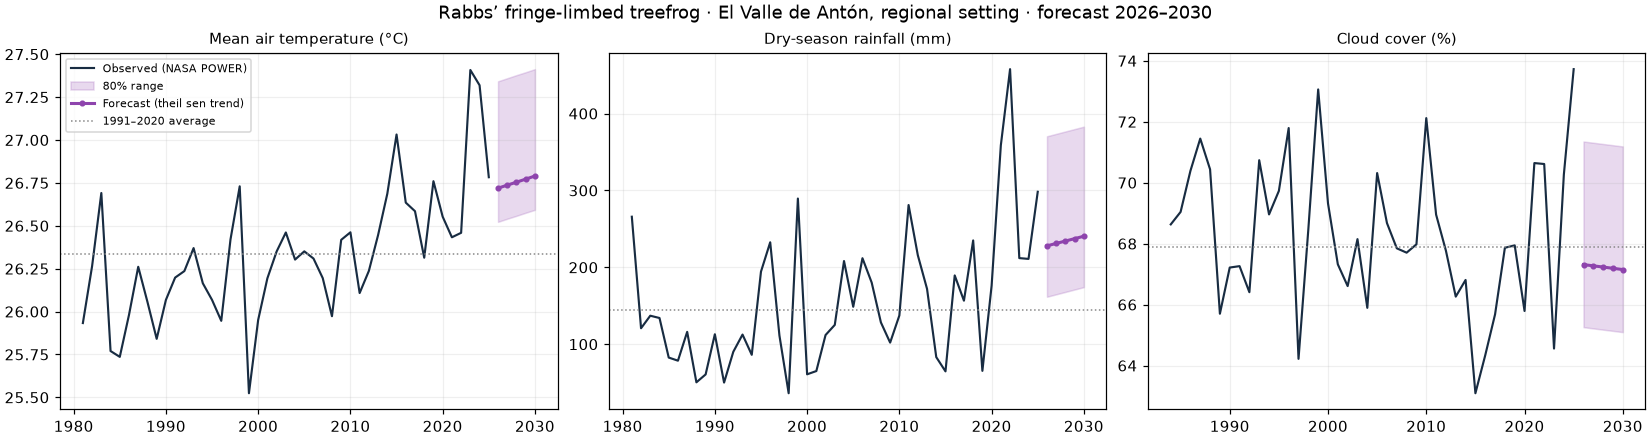 Rabbs’ fringe-limbed treefrog · El Valle de Antón, regional setting · forecast 2026–2030
Mean air temperature (°C)
27.50
27.25
27.00
26.75
26.50
26.25
26.00
25.75
25.50
Observed (NASA POWER)
80% range
Forecast (theil sen trend)
1991–2020 average
1980 1990 2000 2010 2020 2030
Dry-season rainfall (mm)
400
300
200
100
1980 1990 2000 2010 2020 2030
Cloud cover (%)
74
72
70
68
66
64
1990 2000 2010 2020 2030